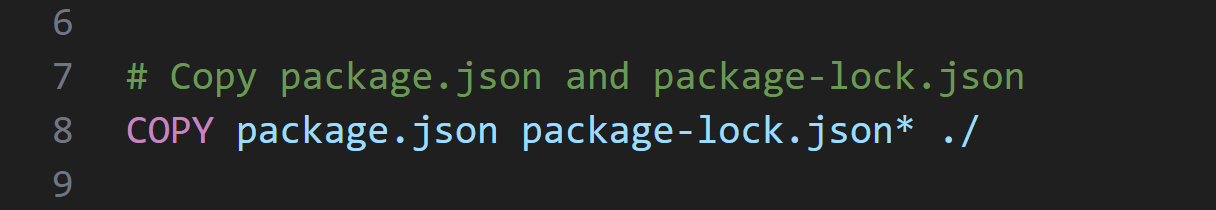 6
7 # Copy package.json and package-lock.json
8 COPY package.json package-lock.json* ./
9